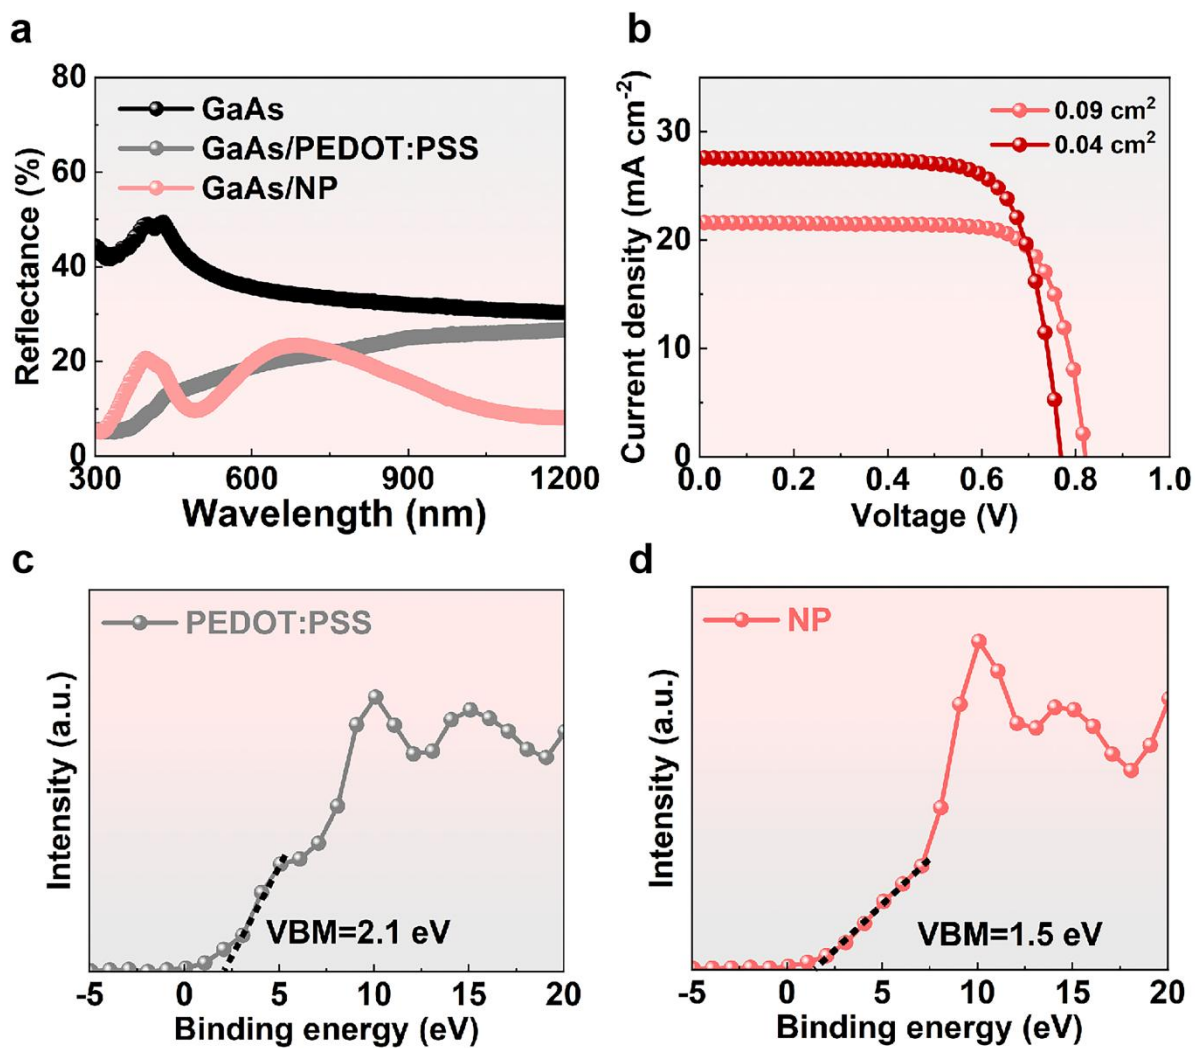 a
80
60
40
20
0
Reflectance (%)
GaAs
GaAs/PEDOT:PSS
GaAs/NP
300
600
900
1200
Wavelength (nm)
b
30
20
10
0
Current density (mA cm⁻²)
0.09 cm²
0.04 cm²
0.0
0.2
0.4
0.6
0.8
1.0
Voltage (V)
c
Intensity (a.u.)
PEDOT:PSS
VBM=2.1 eV
-5
0
5
10
15
20
Binding energy (eV)
d
Intensity (a.u.)
NP
VBM=1.5 eV
-5
0
5
10
15
20
Binding energy (eV)